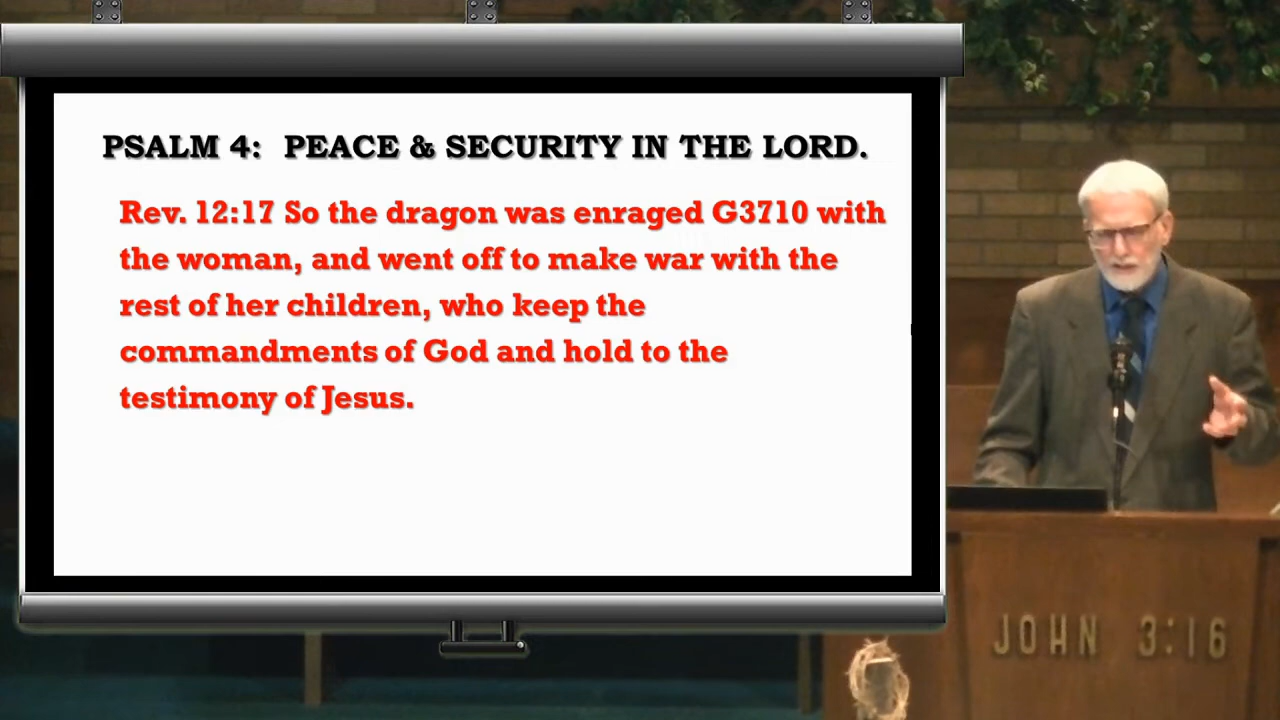 PSALM 4: PEACE & SECURITY IN THE LORD.
Rev. 12:17 So the dragon was enraged G3710 with
the woman, and went off to make war with the
rest of her children, who keep the
commandments of God and hold to the
testimony of Jesus.
JOHN 3:16